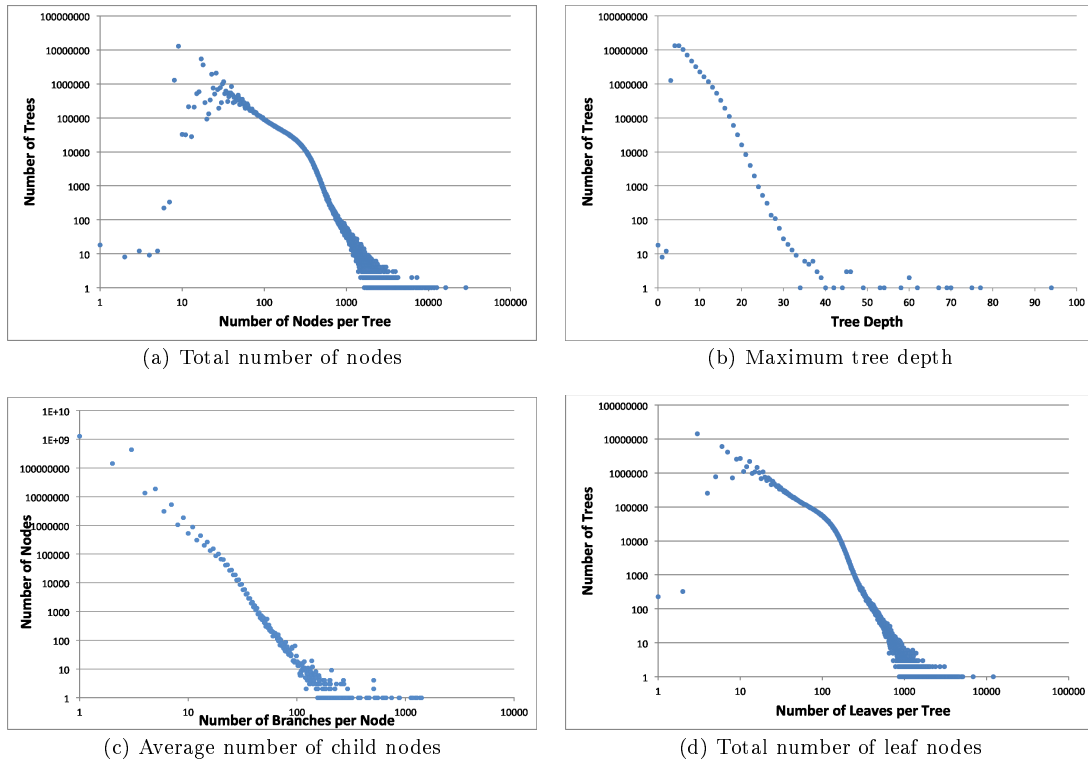 100000000
10000000
1000000
100000
10000
1000
100
10
1
Number of Trees
1 10 100 1000 10000 100000
Number of Nodes per Tree
(a) Total number of nodes
100000000
10000000
1000000
100000
10000
1000
100
10
1
Number of Trees
0 10 20 30 40 50 60 70 80 90 100
Tree Depth
(b) Maximum tree depth
1E+10
1E+09
100000000
10000000
1000000
100000
10000
1000
100
10
1
Number of Nodes
1 10 100 1000 10000
Number of Branches per Node
(c) Average number of child nodes
100000000
10000000
1000000
100000
10000
1000
100
10
1
Number of Trees
1 10 100 1000 10000 100000
Number of Leaves per Tree
(d) Total number of leaf nodes